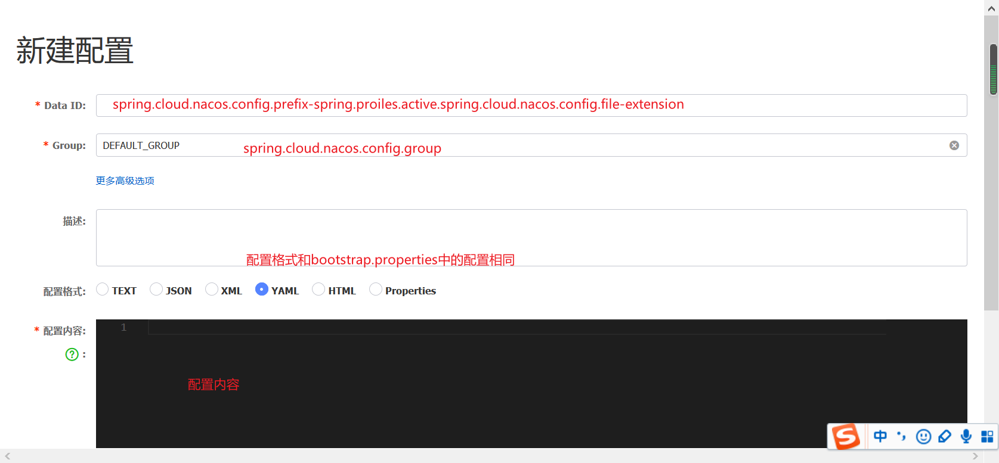 新建配置
* Data ID: spring.cloud.nacos.config.prefix-spring.proiles.active.spring.cloud.nacos.config.file-extension
* Group: DEFAULT_GROUP spring.cloud.nacos.config.group
更多高级选项
描述:
配置格式和bootstrap.properties中的配置相同
配置格式: TEXT JSON XML YAML HTML Properties
* 配置内容: 1
? :
配置内容
S 中